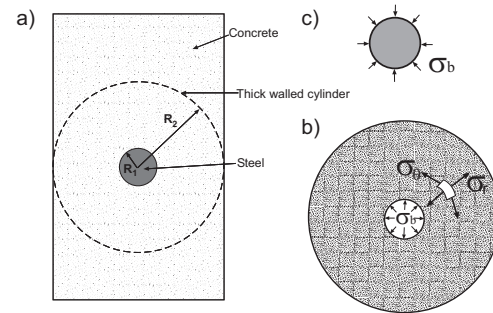 a)
Concrete
Thick walled cylinder
R2
R1
Steel
c)
σb
b)
σθ
σr
σb